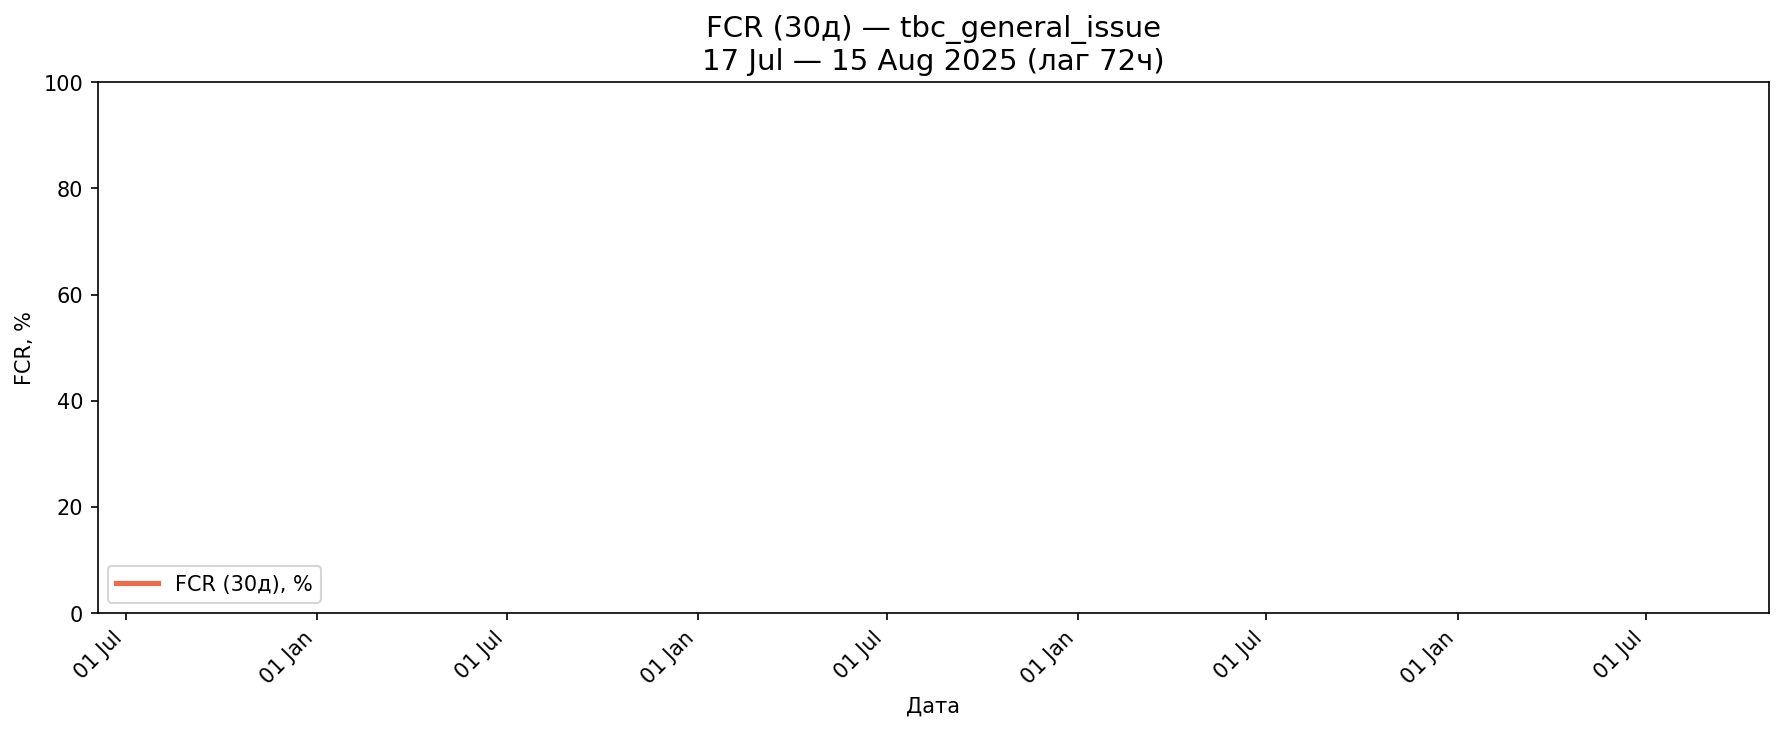 FCR (30д) — tbc_general_issue
17 Jul — 15 Aug 2025 (лаг 72ч)
100
80
60
40
20
0
FCR, %
FCR (30д), %
01 Jul
01 Jan
01 Jul
01 Jan
01 Jul
01 Jan
01 Jul
01 Jan
01 Jul
Дата